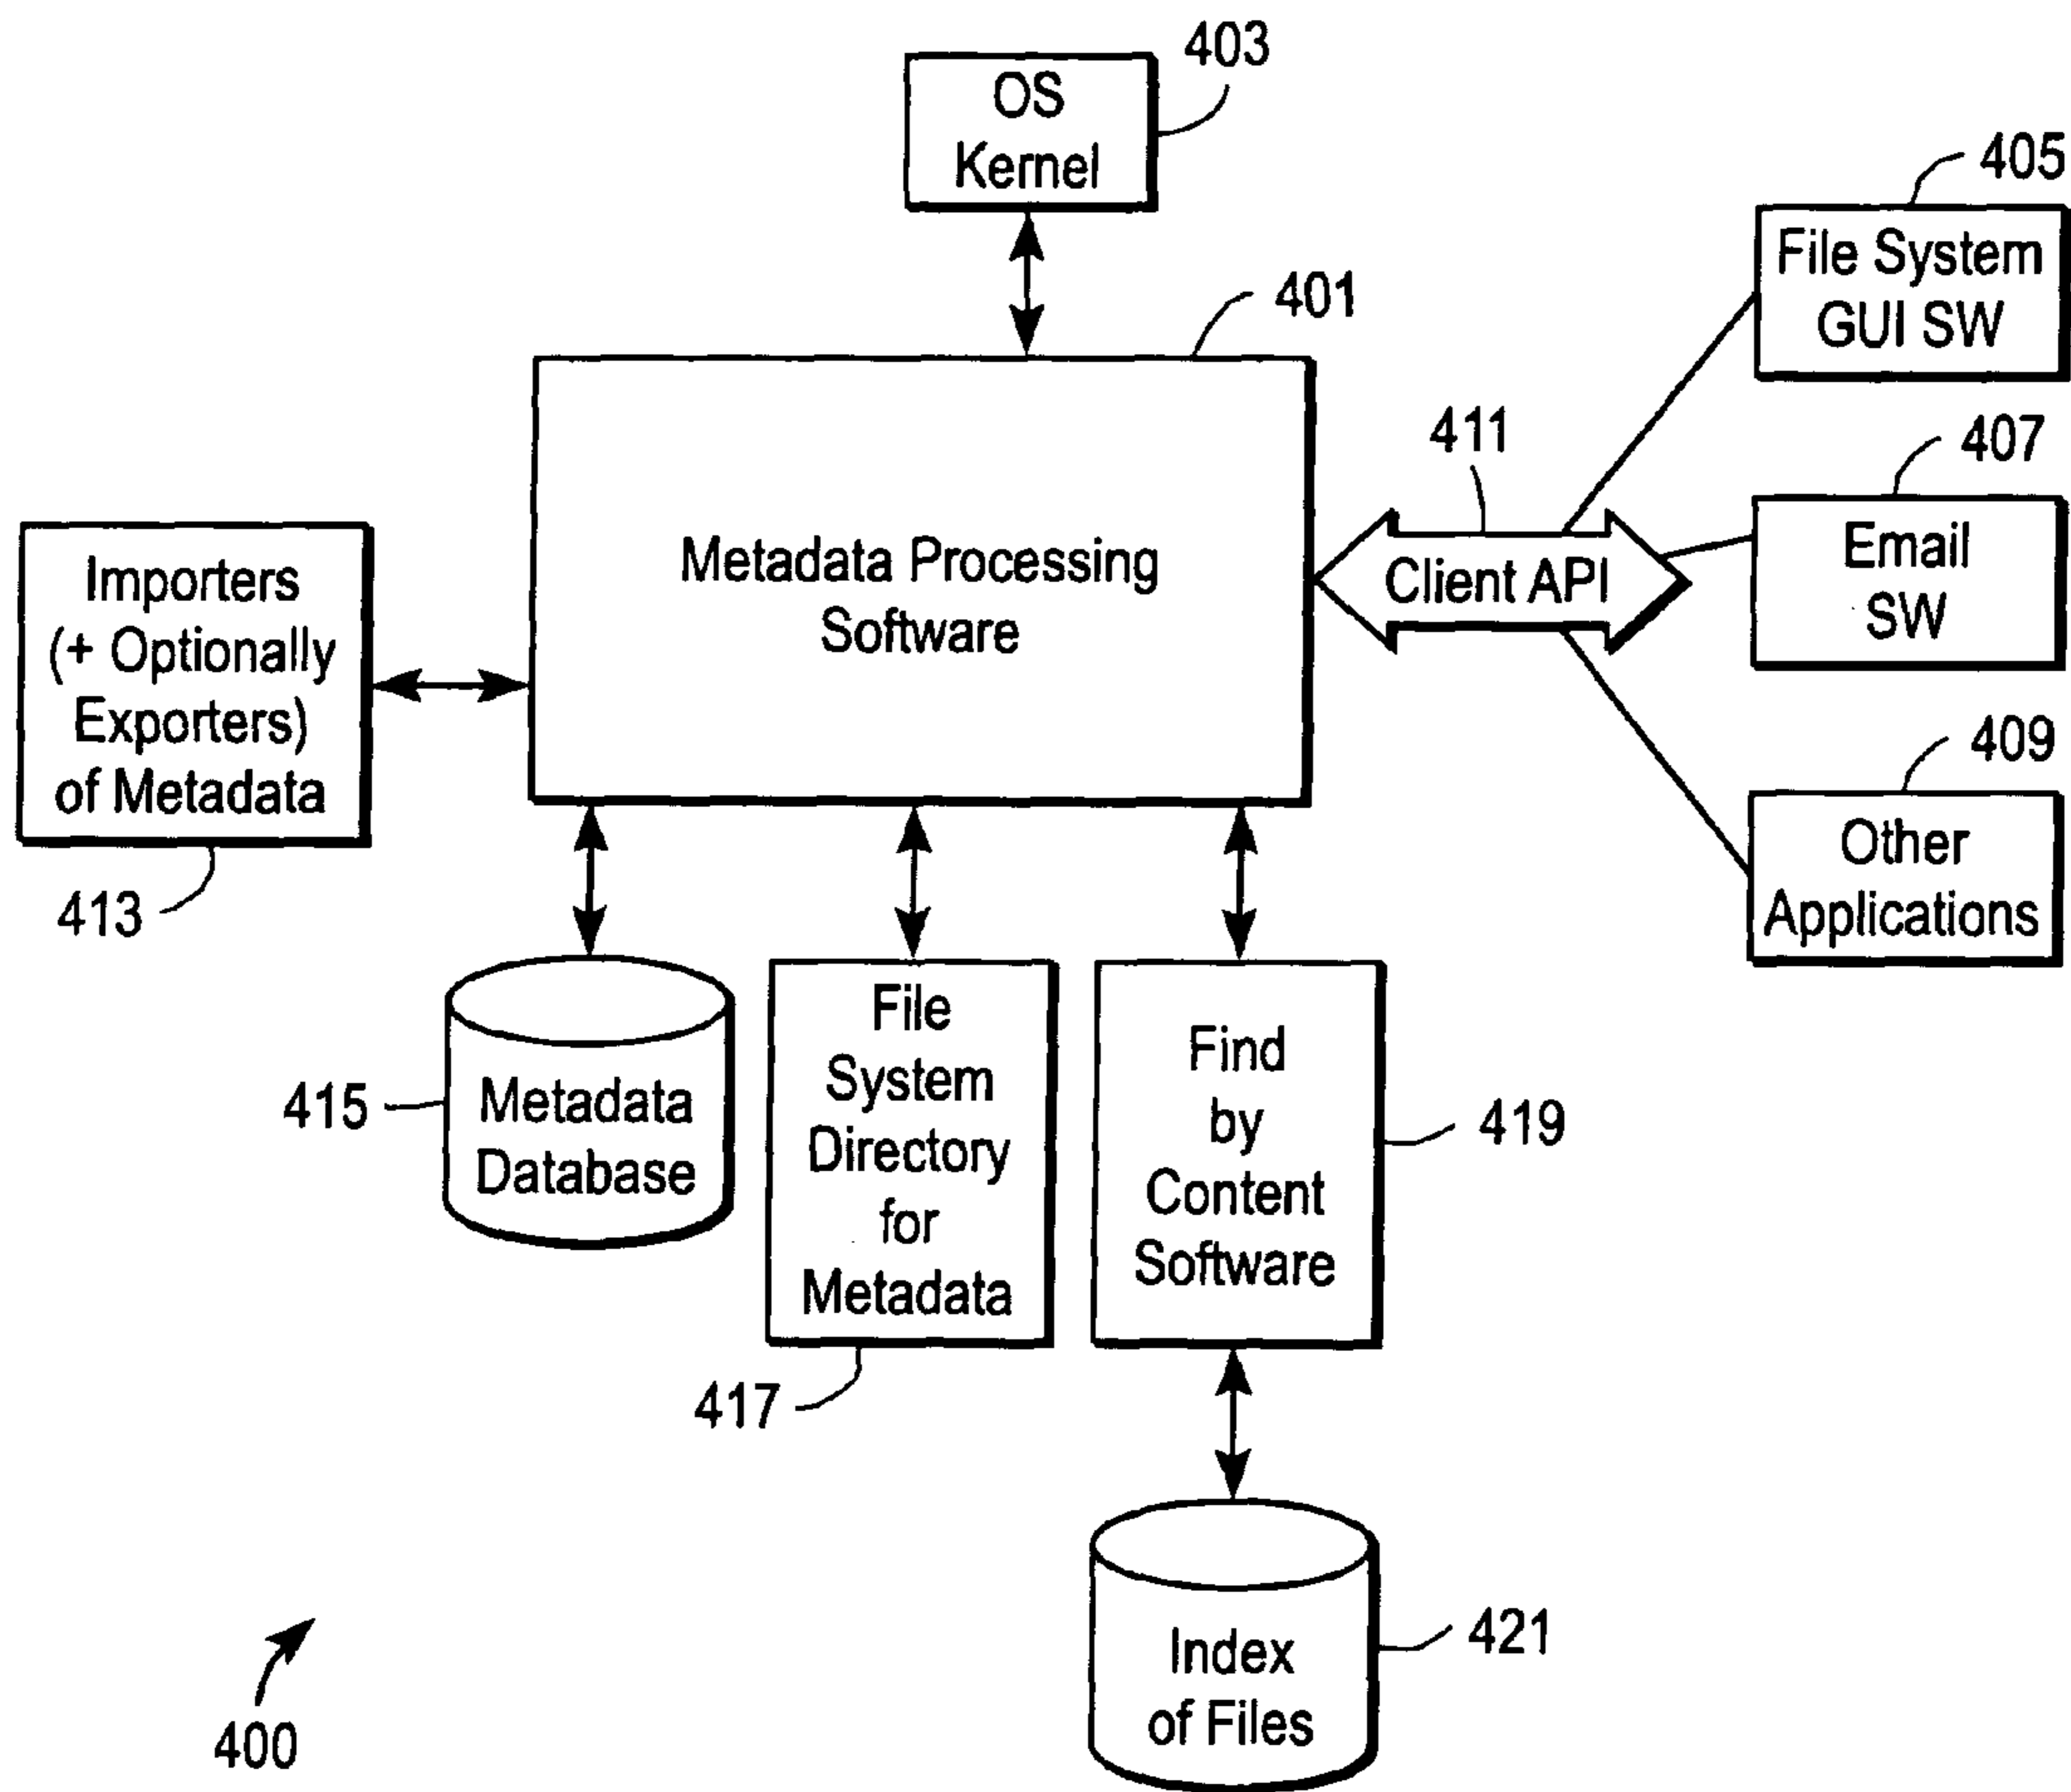 403
OS
Kernel
405
File System
GUI SW
401
411
407
Metadata Processing
Software
Client API
Email
SW
Importers
(+ Optionally
Exporters)
of Metadata
413
409
Other
Applications
415
Metadata
Database
File
System
Directory
for
Metadata
417
Find
by
Content
Software
419
Index
of Files
421
400